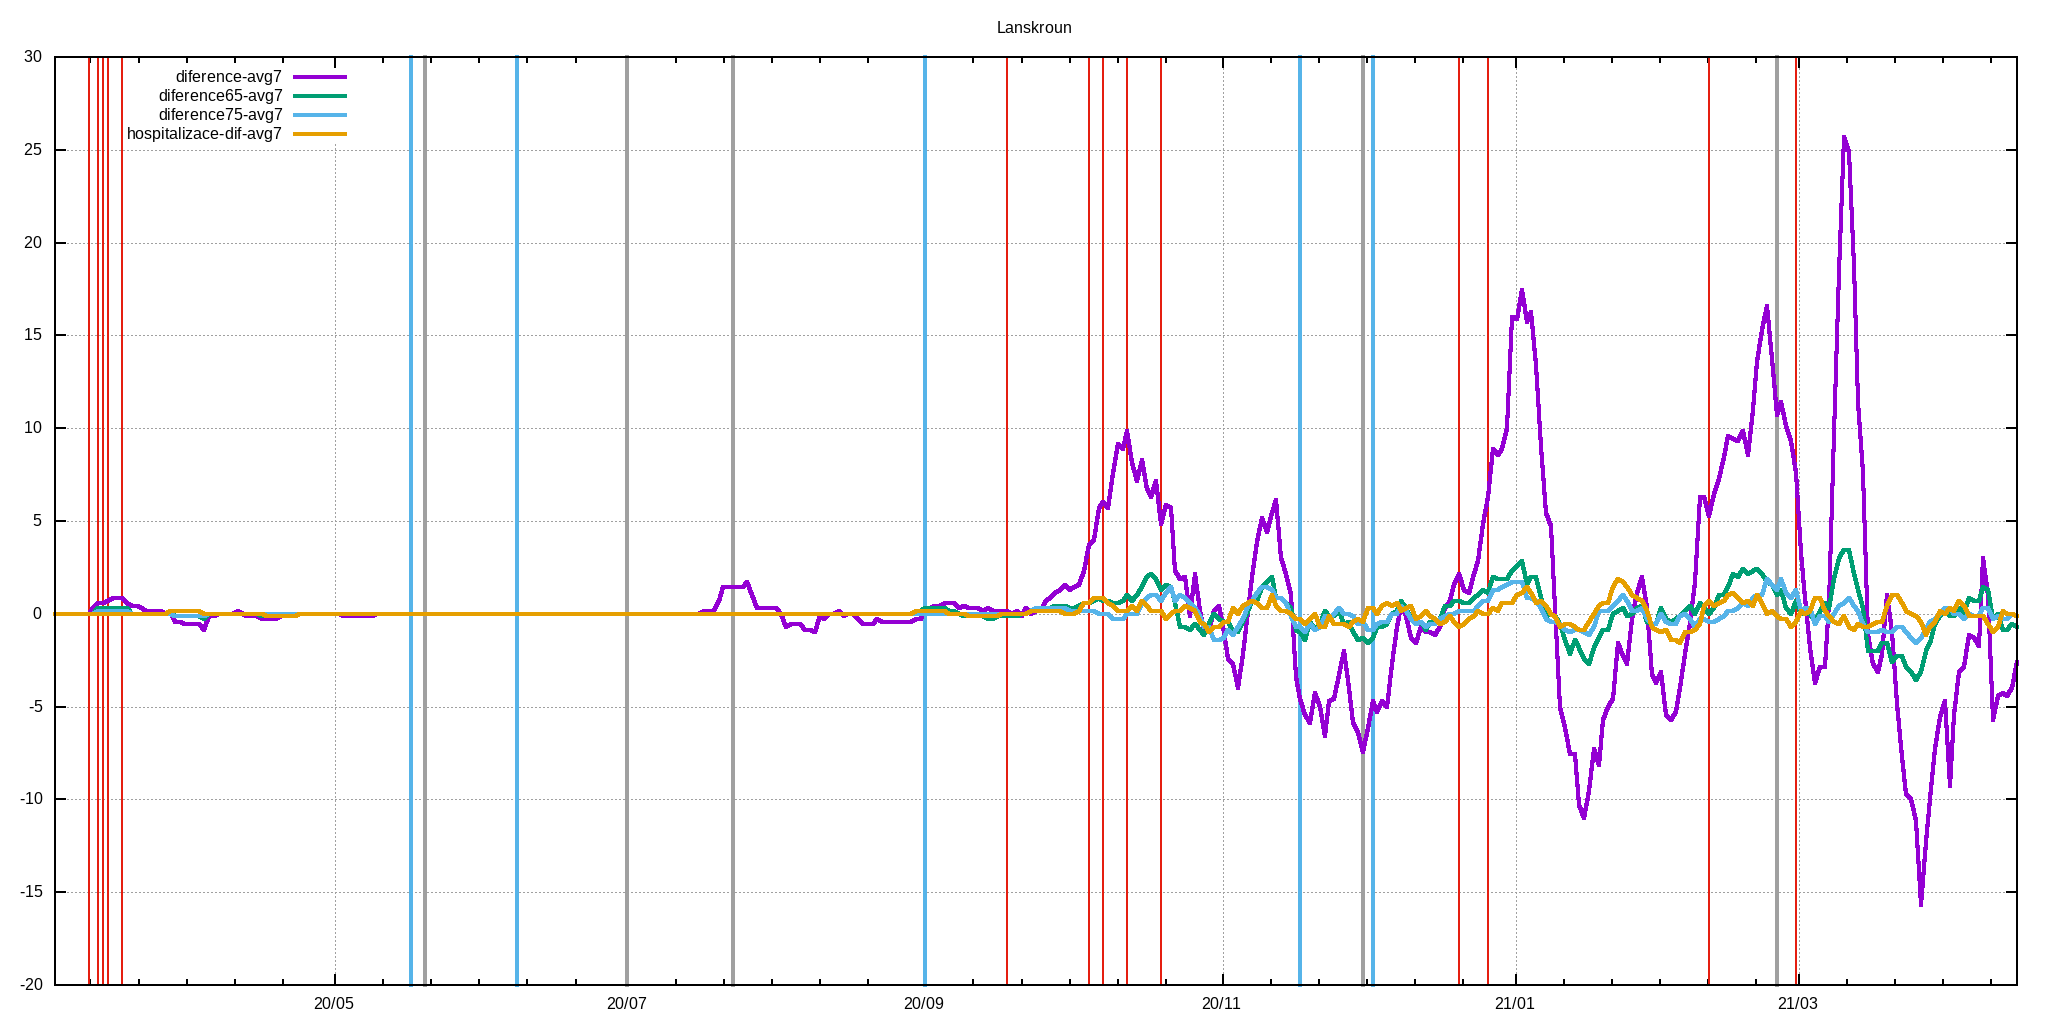 Lanskroun
diference-avg7
diference65-avg7
diference75-avg7
hospitalizace-dif-avg7
30
25
20
15
10
5
0
-5
-10
-15
-20
20/05 20/07 20/09 20/11 21/01 21/03